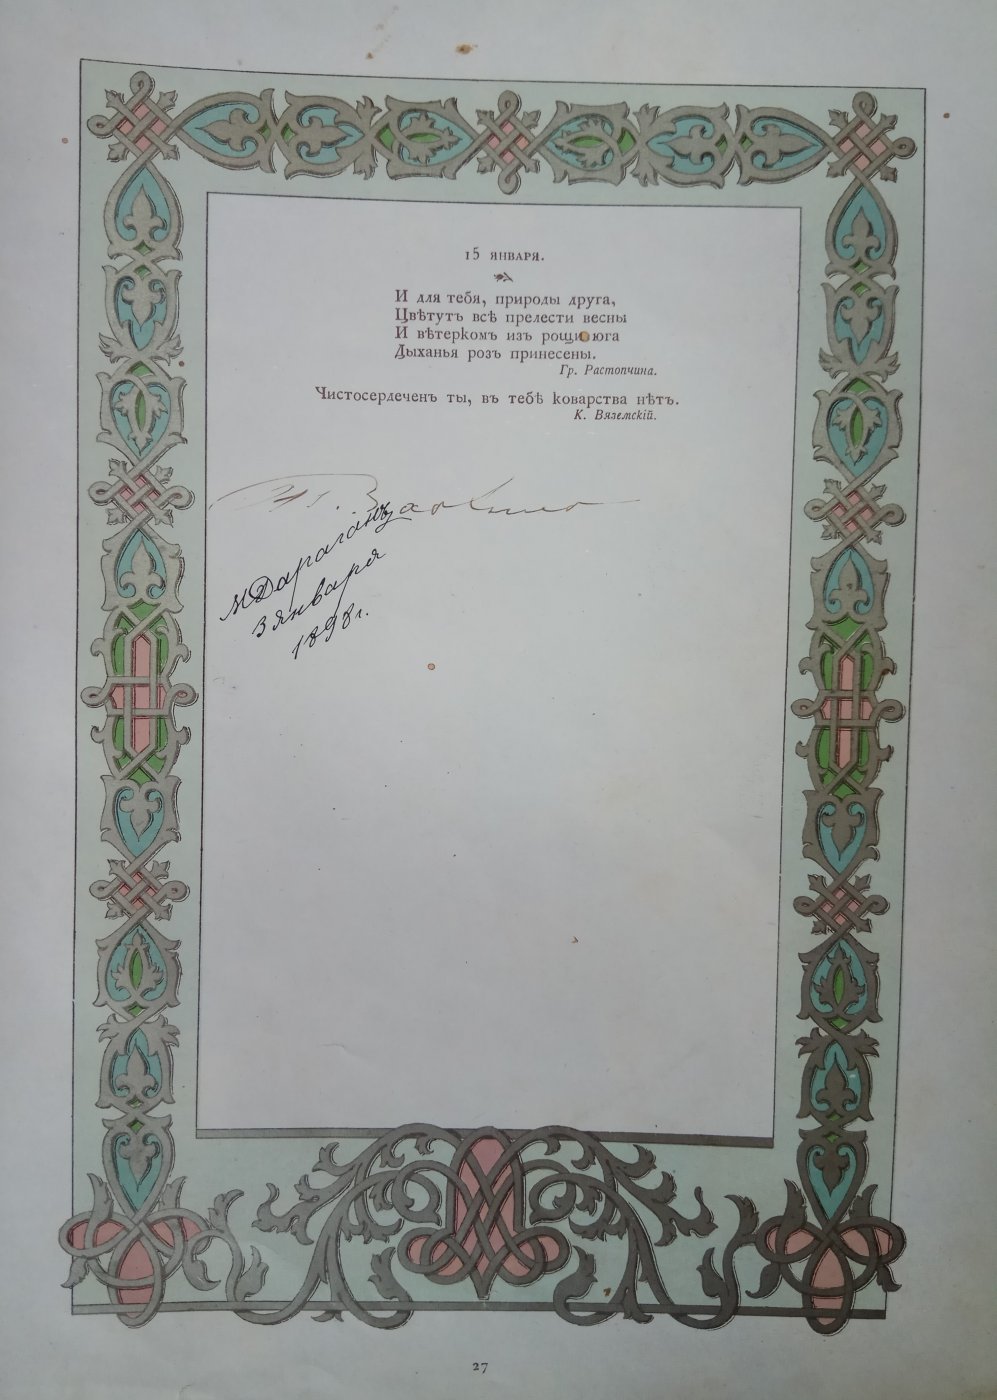 15 января.
И для тебя, природы друга,
Цвѣтутъ всѣ прелести весны
И вѣтеркомъ изъ рощи юга
Дыханья розъ принесены.
Гр. Растопчина.
Чистосердеченъ ты, въ тебѣ коварства нѣтъ.
К. Вяземскій.
МДараганъ
3 января
1898 г.
27